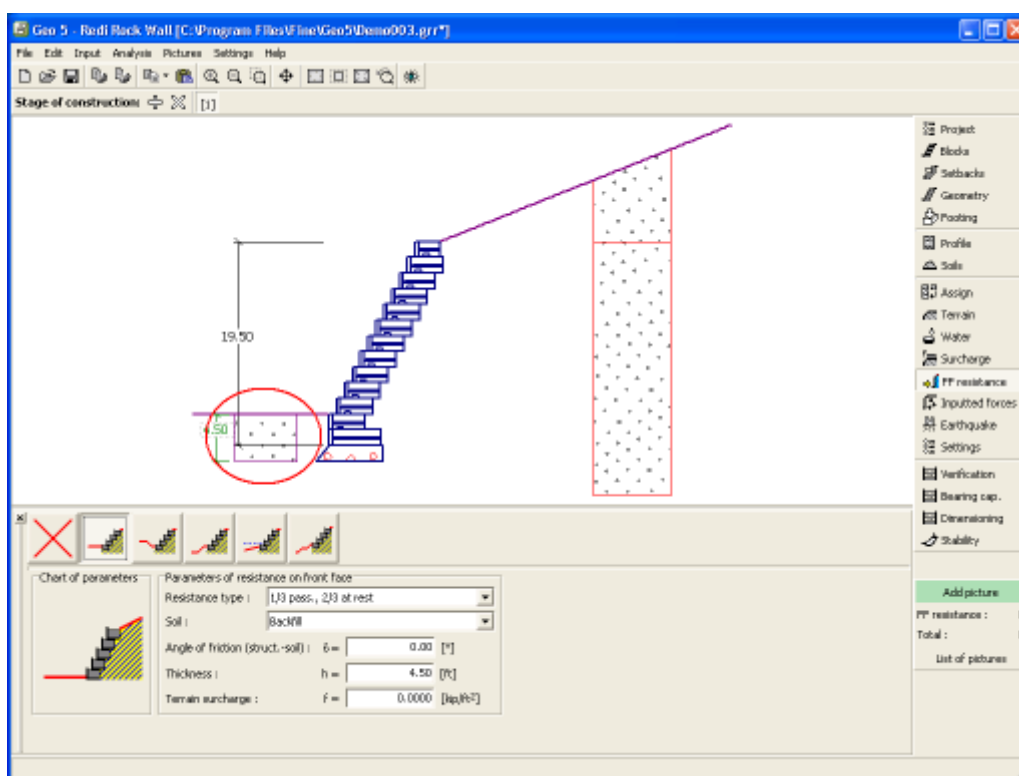 Geo 5 - Redi Rock Wall [C:\Program Files\Fine\Geo5\Demo003.grr*]
File Edit Input Analysis Pictures Settings Help
Stage of construction: [1]
19.50
4.50
Project
Blocks
Setbacks
Geometry
Footing
Profile
Soils
Assign
Terrain
Water
Surcharge
FF resistance
Inputted forces
Earthquake
Settings
Verification
Bearing cap.
Dimensioning
Stability
Chart of parameters
Parameters of resistance on front face
Resistance type : 1/3 pass., 2/3 at rest
Soil : Backfill
Angle of friction (struct.-soil) : δ = 0.00 [°]
Thickness : h = 4.50 [ft]
Terrain surcharge : f = 0.0000 [kip/ft²]
Add picture
FF resistance :
Total :
List of pictures